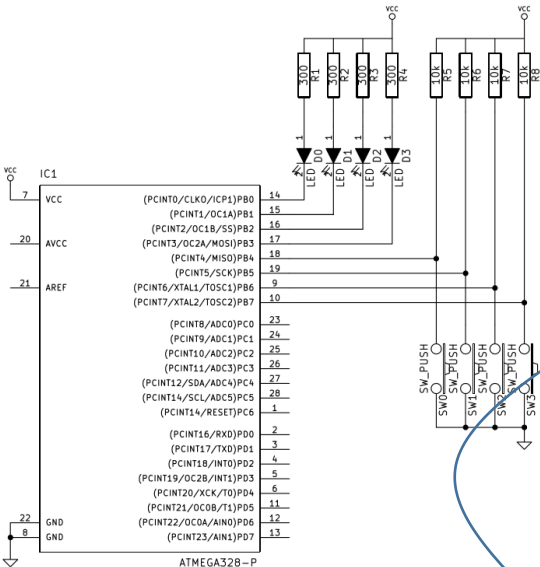 VCC
VCC
300 R1
300 R2
300 R3
300 R4
10k R5
10k R6
10k R7
10k R8
1
1
1
1
2
2
2
2
LED D0
LED D1
LED D2
LED D3
VCC
IC1
7 VCC
20 AVCC
21 AREF
22 GND
8 GND
(PCINT0/CLKO/ICP1)PB0 14
(PCINT1/OC1A)PB1 15
(PCINT2/OC1B/SS)PB2 16
(PCINT3/OC2A/MOSI)PB3 17
(PCINT4/MISO)PB4 18
(PCINT5/SCK)PB5 19
(PCINT6/XTAL1/TOSC1)PB6 9
(PCINT7/XTAL2/TOSC2)PB7 10
(PCINT8/ADC0)PC0 23
(PCINT9/ADC1)PC1 24
(PCINT10/ADC2)PC2 25
(PCINT11/ADC3)PC3 26
(PCINT12/SDA/ADC4)PC4 27
(PCINT14/SCL/ADC5)PC5 28
(PCINT14/RESET)PC6 1
(PCINT16/RXD)PD0 2
(PCINT17/TXD)PD1 3
(PCINT18/INT0)PD2 4
(PCINT19/OC2B/INT1)PD3 5
(PCINT20/XCK/T0)PD4 6
(PCINT21/OC0B/T1)PD5 11
(PCINT22/OC0A/AIN0)PD6 12
(PCINT23/AIN1)PD7 13
ATMEGA328-P
SW_PUSH
SW_PUSH
SW_PUSH
SW_PUSH
SW0
SW1
SW2
SW3